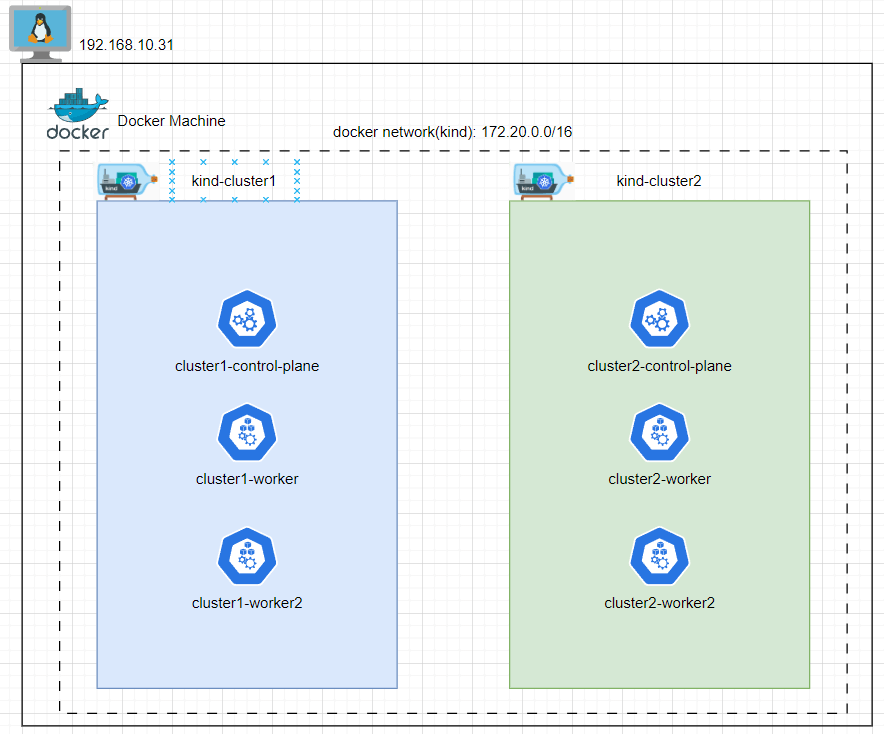 192.168.10.31
docker
Docker Machine
docker network(kind): 172.20.0.0/16
kind
kind-cluster1
kind
kind-cluster2
cluster1-control-plane
cluster2-control-plane
cluster1-worker
cluster2-worker
cluster1-worker2
cluster2-worker2